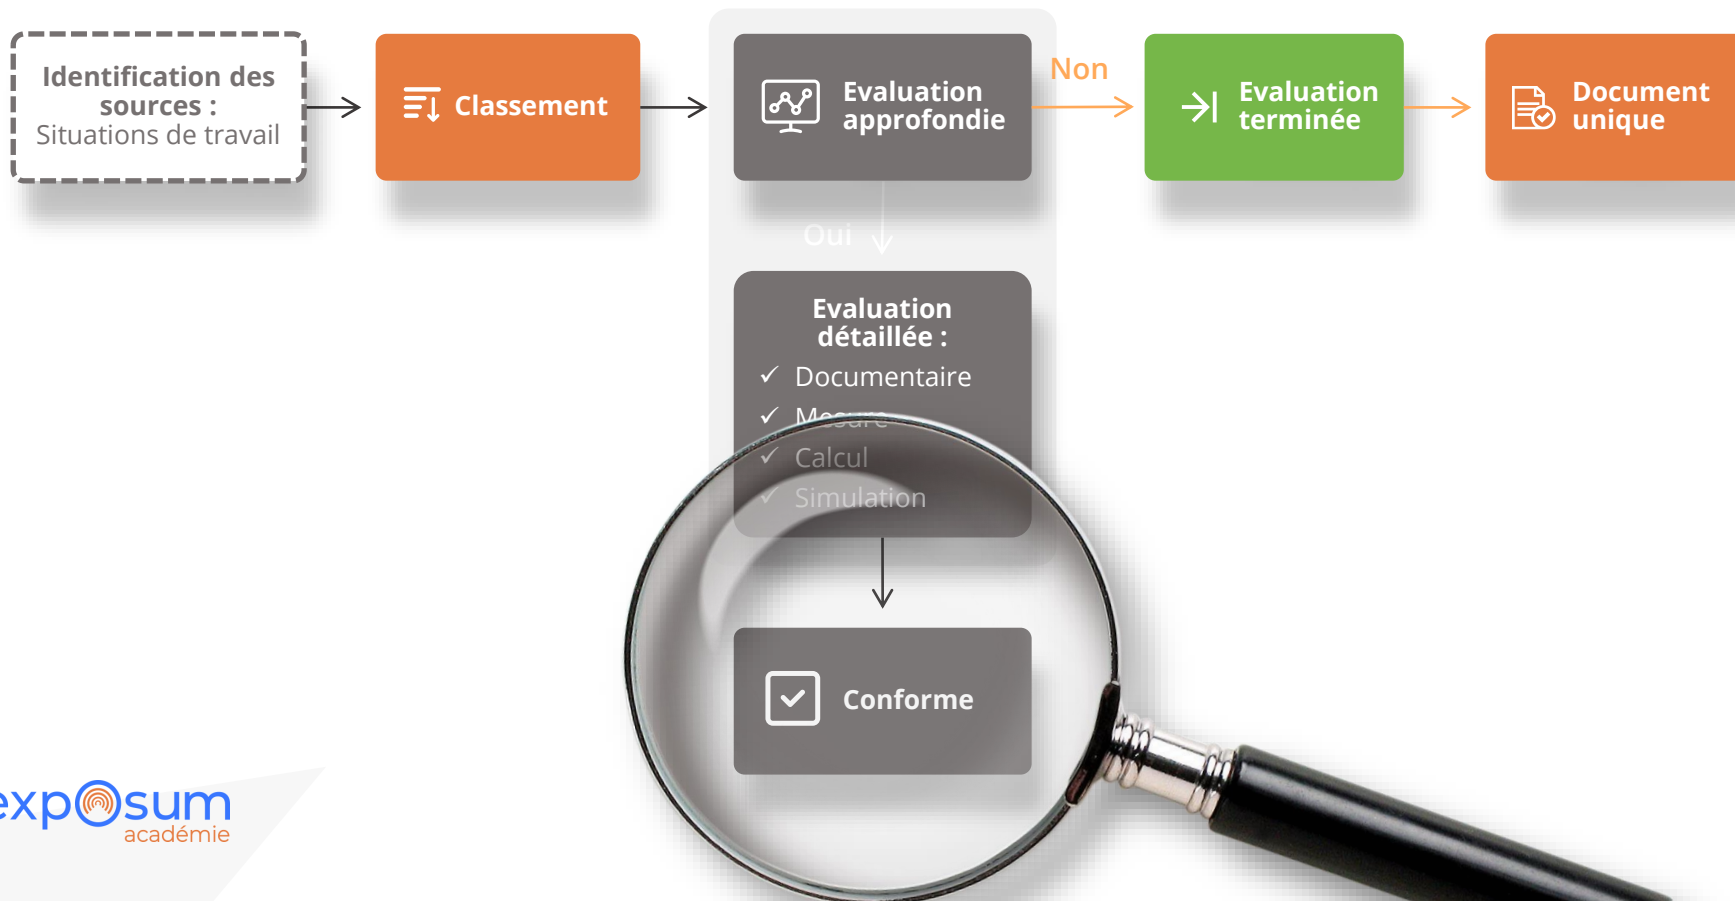 Identification des
sources :
Situations de travail
Classement
Evaluation
approfondie
Non
Evaluation
terminée
Document
unique
Oui
Evaluation
détaillée :
✓ Documentaire
✓ Mesure
✓ Calcul
✓ Simulation
Conforme
exposum
académie